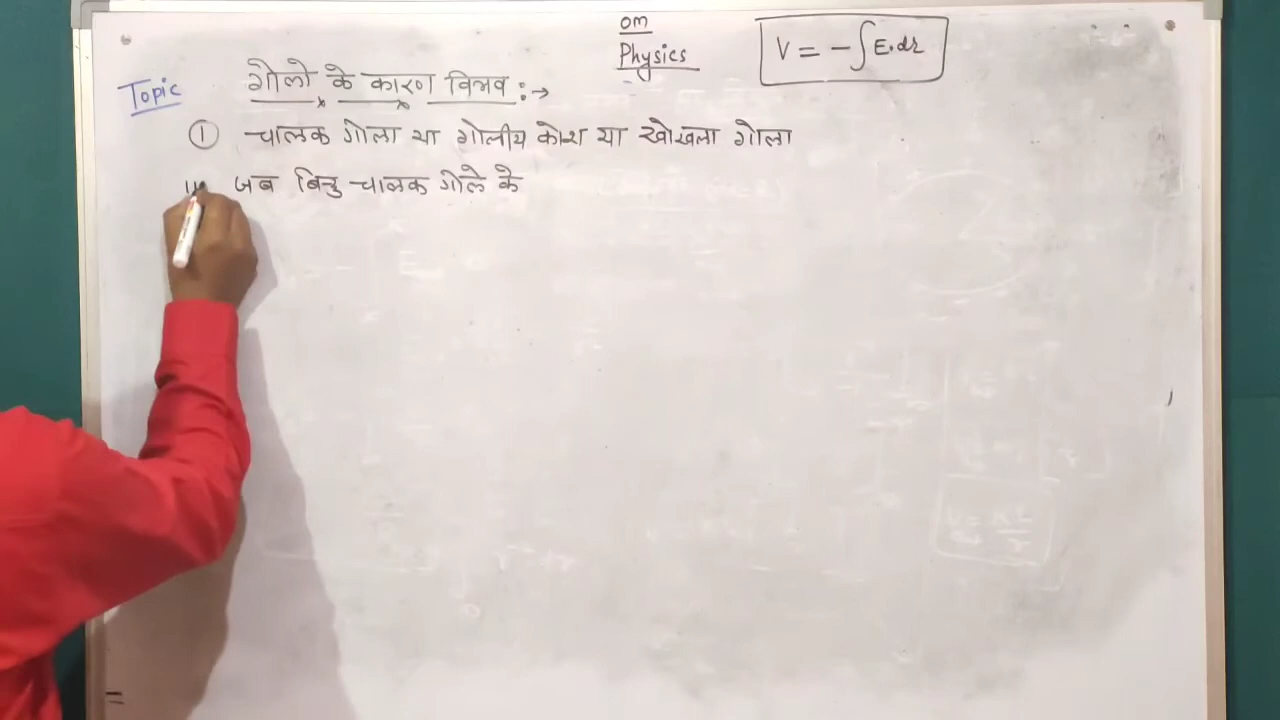 om
Physics
V = -∫E.dr
Topic गोलो के कारण विभव :→
① चालक गोला या गोलीय कोश या खोखला गोला
जब बिन्दु चालक गोले के